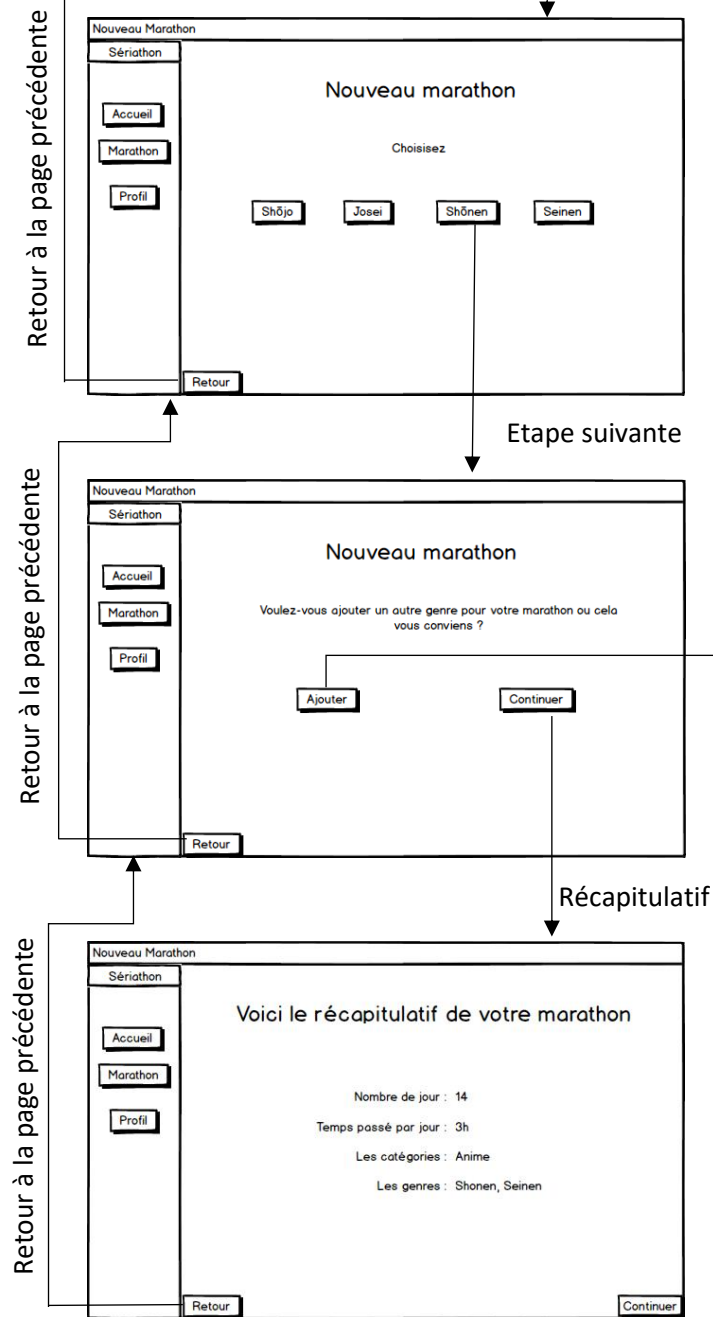 Retour à la page précédente
Nouveau Marathon
Sériathon
Accueil
Marathon
Profil
Nouveau marathon
Choisisez
Shõjo Josei Shõnen Seinen
Retour
Etape suivante
Retour à la page précédente
Nouveau Marathon
Sériathon
Accueil
Marathon
Profil
Nouveau marathon
Voulez-vous ajouter un autre genre pour votre marathon ou cela
vous conviens ?
Ajouter Continuer
Retour
Récapitulatif
Retour à la page précédente
Nouveau Marathon
Sériathon
Accueil
Marathon
Profil
Voici le récapitulatif de votre marathon
Nombre de jour : 14
Temps passé par jour : 3h
Les catégories : Anime
Les genres : Shonen, Seinen
Retour Continuer